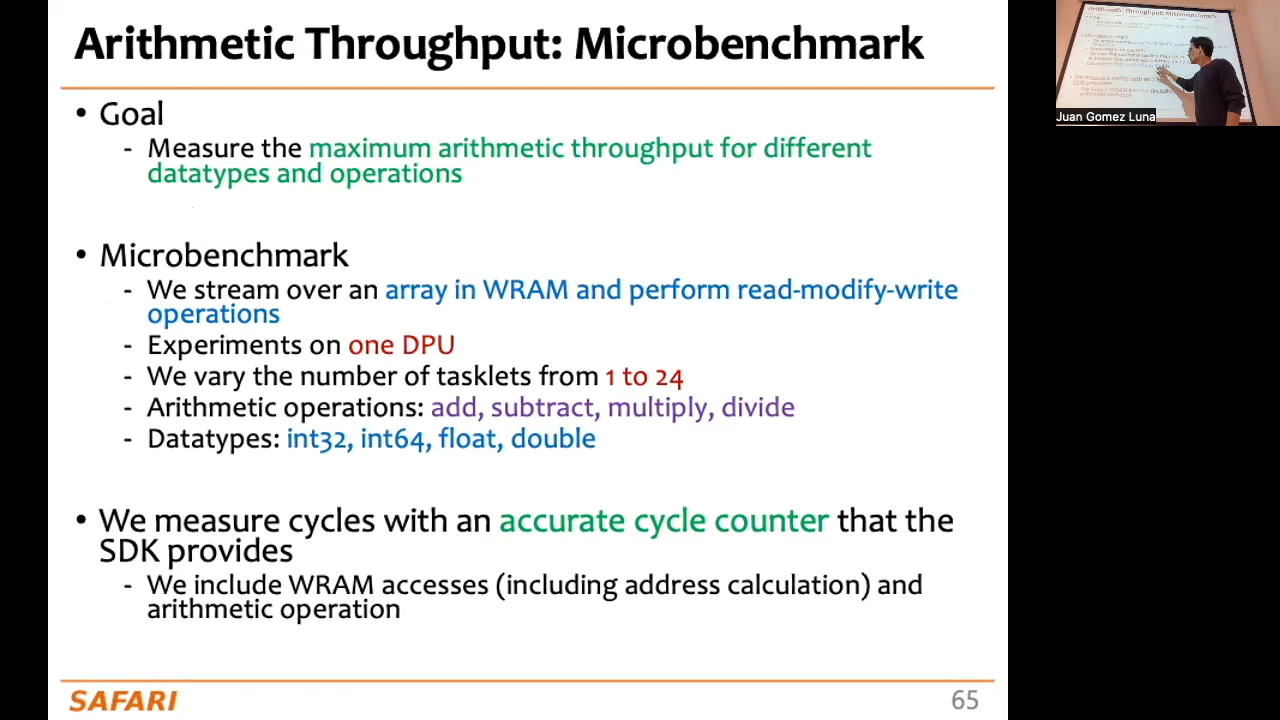 Arithmetic Throughput: Microbenchmark
• Goal
- Measure the maximum arithmetic throughput for different
datatypes and operations
• Microbenchmark
- We stream over an array in WRAM and perform read-modify-write
operations
- Experiments on one DPU
- We vary the number of tasklets from 1 to 24
- Arithmetic operations: add, subtract, multiply, divide
- Datatypes: int32, int64, float, double
• We measure cycles with an accurate cycle counter that the
SDK provides
- We include WRAM accesses (including address calculation) and
arithmetic operation
SAFARI
65
Arithmetic Throughput: Microbenchmark
Juan Gomez Luna